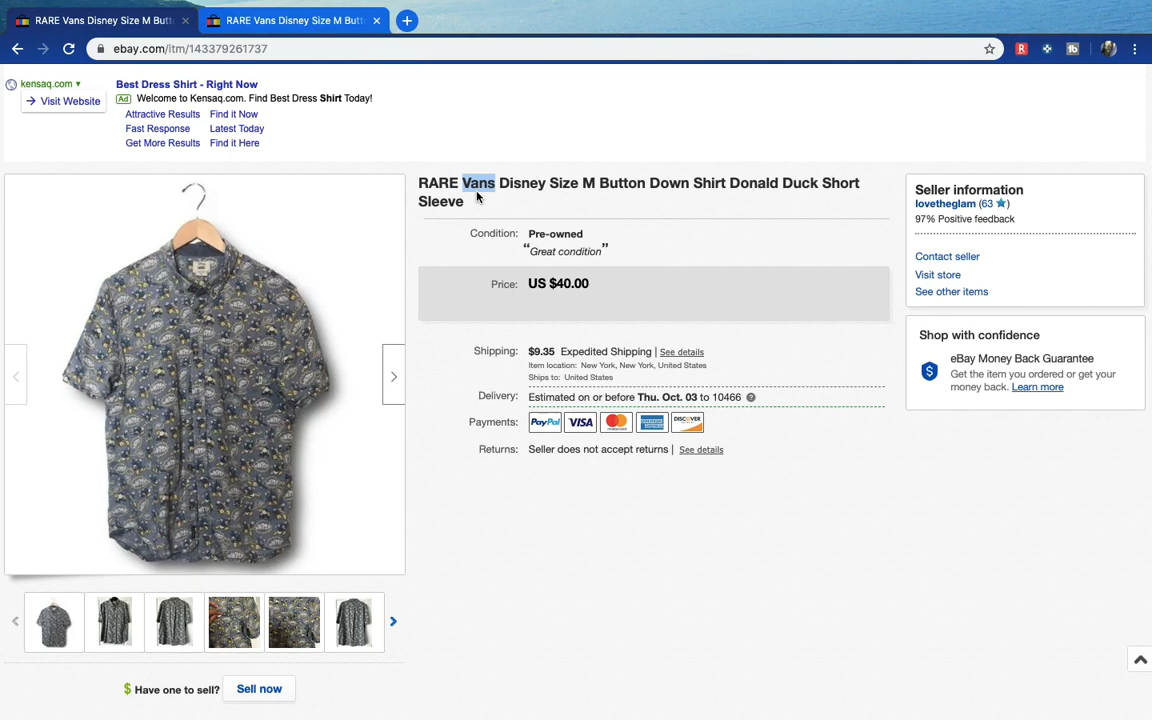 RARE Vans Disney Size M Butt
RARE Vans Disney Size M Butt
ebay.com/itm/143379261737
kensaq.com
Visit Website
Best Dress Shirt - Right Now
Ad Welcome to Kensaq.com. Find Best Dress Shirt Today!
Attractive Results Find it Now
Fast Response Latest Today
Get More Results Find it Here
RARE Vans Disney Size M Button Down Shirt Donald Duck Short
Sleeve
Condition: Pre-owned
“Great condition”
Price: US $40.00
Shipping: $9.35 Expedited Shipping | See details
Item location: New York, New York, United States
Ships to: United States
Delivery: Estimated on or before Thu. Oct. 03 to 10466
Payments: PayPal VISA mastercard AMERICAN EXPRESS DISCOVER
Returns: Seller does not accept returns | See details
Seller information
lovetheglam (63)
97% Positive feedback
Contact seller
Visit store
See other items
Shop with confidence
eBay Money Back Guarantee
Get the item you ordered or get your
money back. Learn more
$ Have one to sell? Sell now